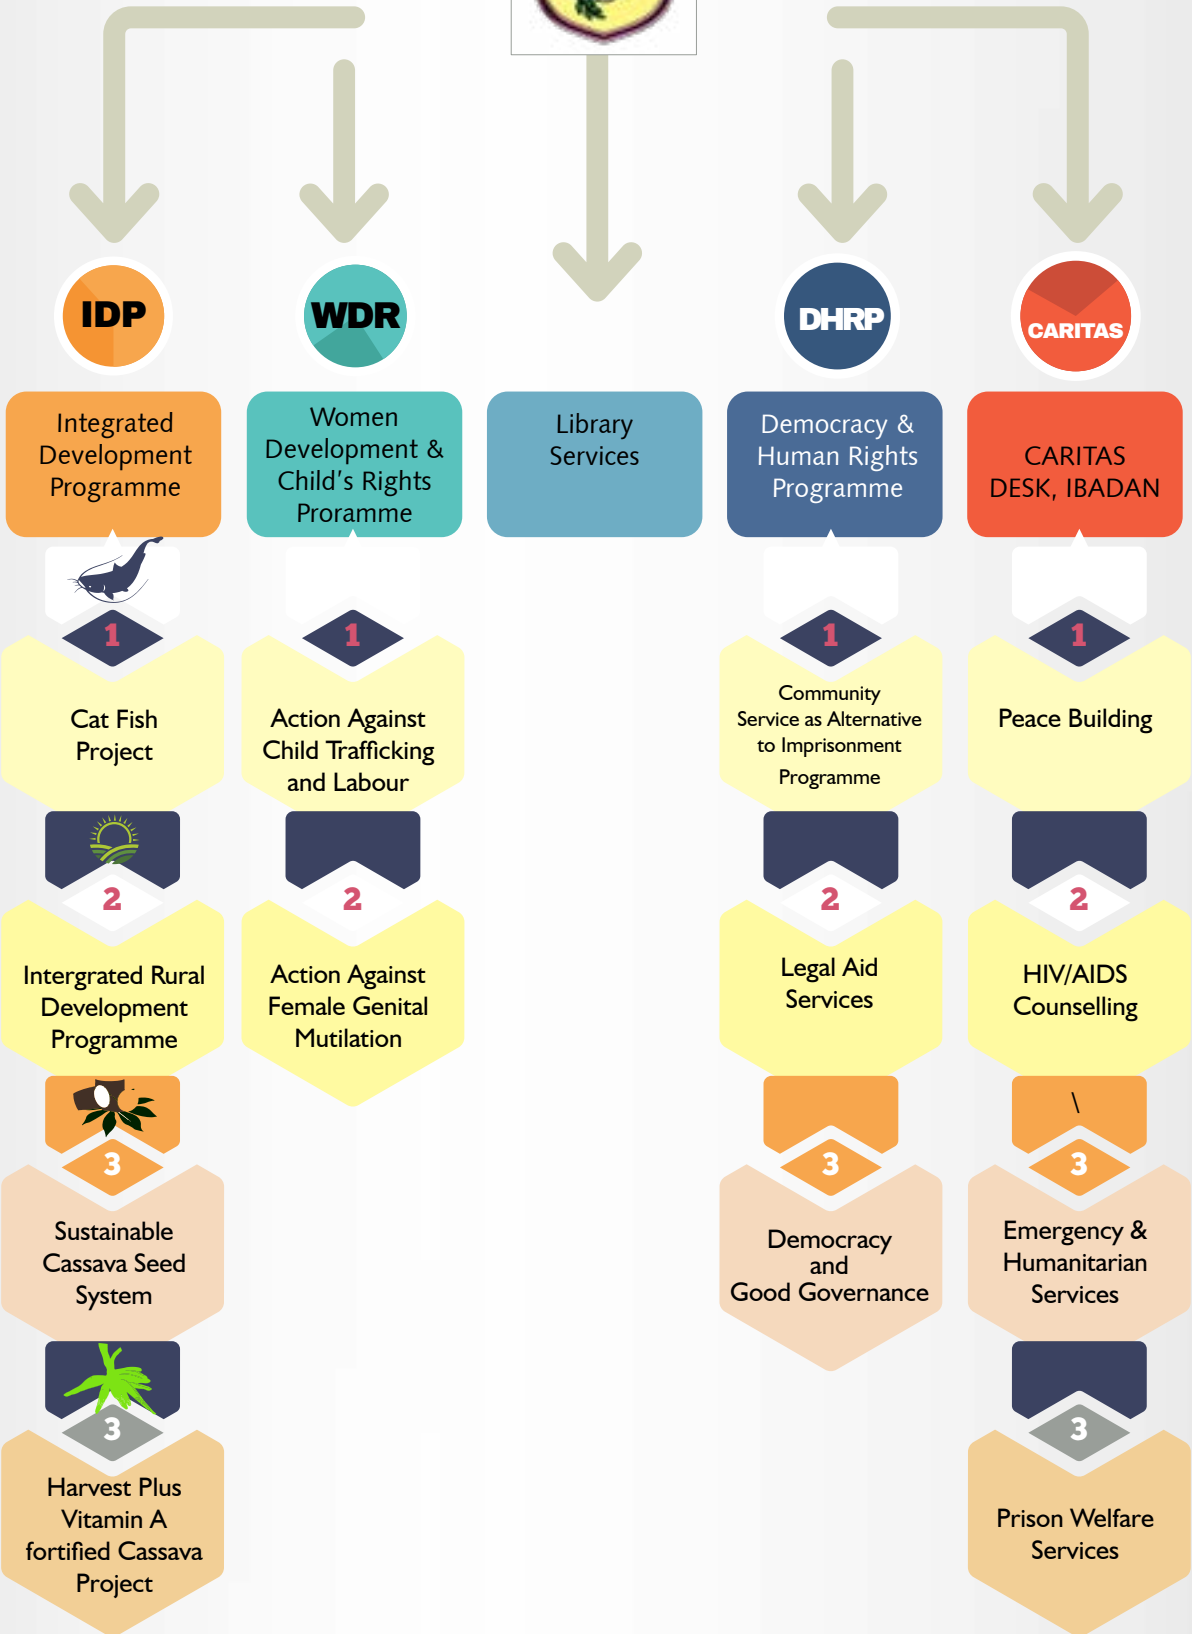 IDP
WDR
DHRP
CARITAS
Integrated
Development
Programme
Women
Development &
Child's Rights
Proramme
Library
Services
Democracy &
Human Rights
Programme
CARITAS
DESK, IBADAN
1
Cat Fish
Project
2
Intergrated Rural
Development
Programme
3
Sustainable
Cassava Seed
System
3
Harvest Plus
Vitamin A
fortified Cassava
Project
1
Action Against
Child Trafficking
and Labour
2
Action Against
Female Genital
Mutilation
1
Community
Service as Alternative
to Imprisonment
Programme
2
Legal Aid
Services
3
Democracy
and
Good Governance
1
Peace Building
2
HIV/AIDS
Counselling
\
3
Emergency &
Humanitarian
Services
3
Prison Welfare
Services